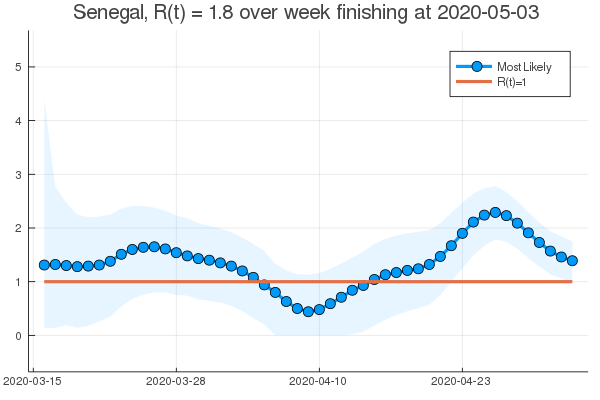 Senegal, R(t) = 1.8 over week finishing at 2020-05-03
Most Likely
R(t)=1
5
4
3
2
1
0
2020-03-15 2020-03-28 2020-04-10 2020-04-23